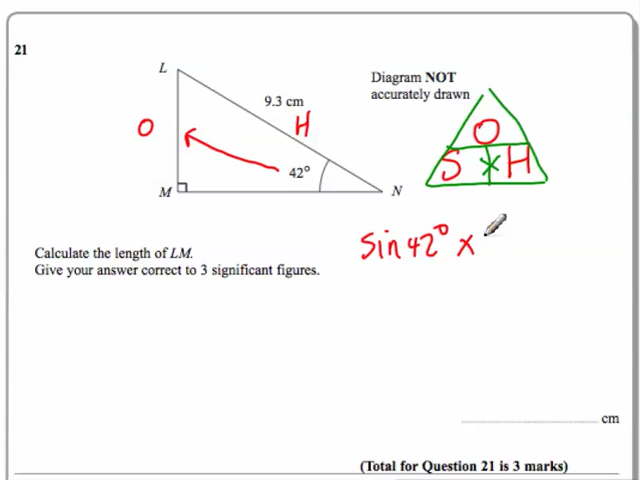 21
L
Diagram NOT
accurately drawn
9.3 cm
H
O
O
S * H
42°
M
N
sin 42° x
Calculate the length of LM.
Give your answer correct to 3 significant figures.
cm
(Total for Question 21 is 3 marks)